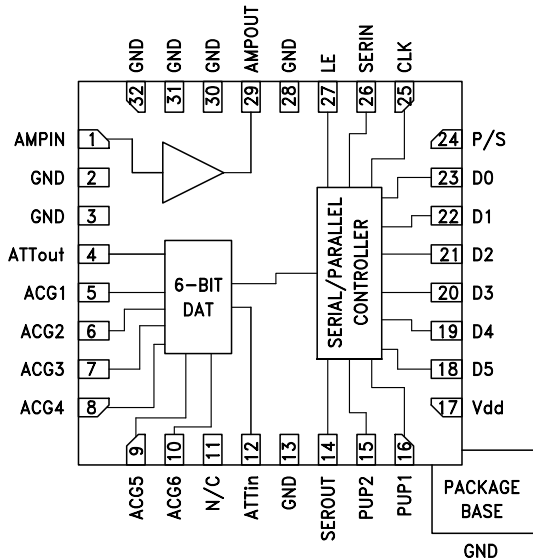 GND
GND
GND
AMPOUT
GND
LE
SERIN
CLK
32
31
30
29
28
27
26
25
AMPIN 1
GND 2
GND 3
ATTout 4
ACG1 5
ACG2 6
ACG3 7
ACG4 8
6-BIT
DAT
SERIAL/PARALLEL
CONTROLLER
24 P/S
23 D0
22 D1
21 D2
20 D3
19 D4
18 D5
17 Vdd
9
10
11
12
13
14
15
16
ACG5
ACG6
N/C
ATTin
GND
SEROUT
PUP2
PUP1
PACKAGE
BASE
GND